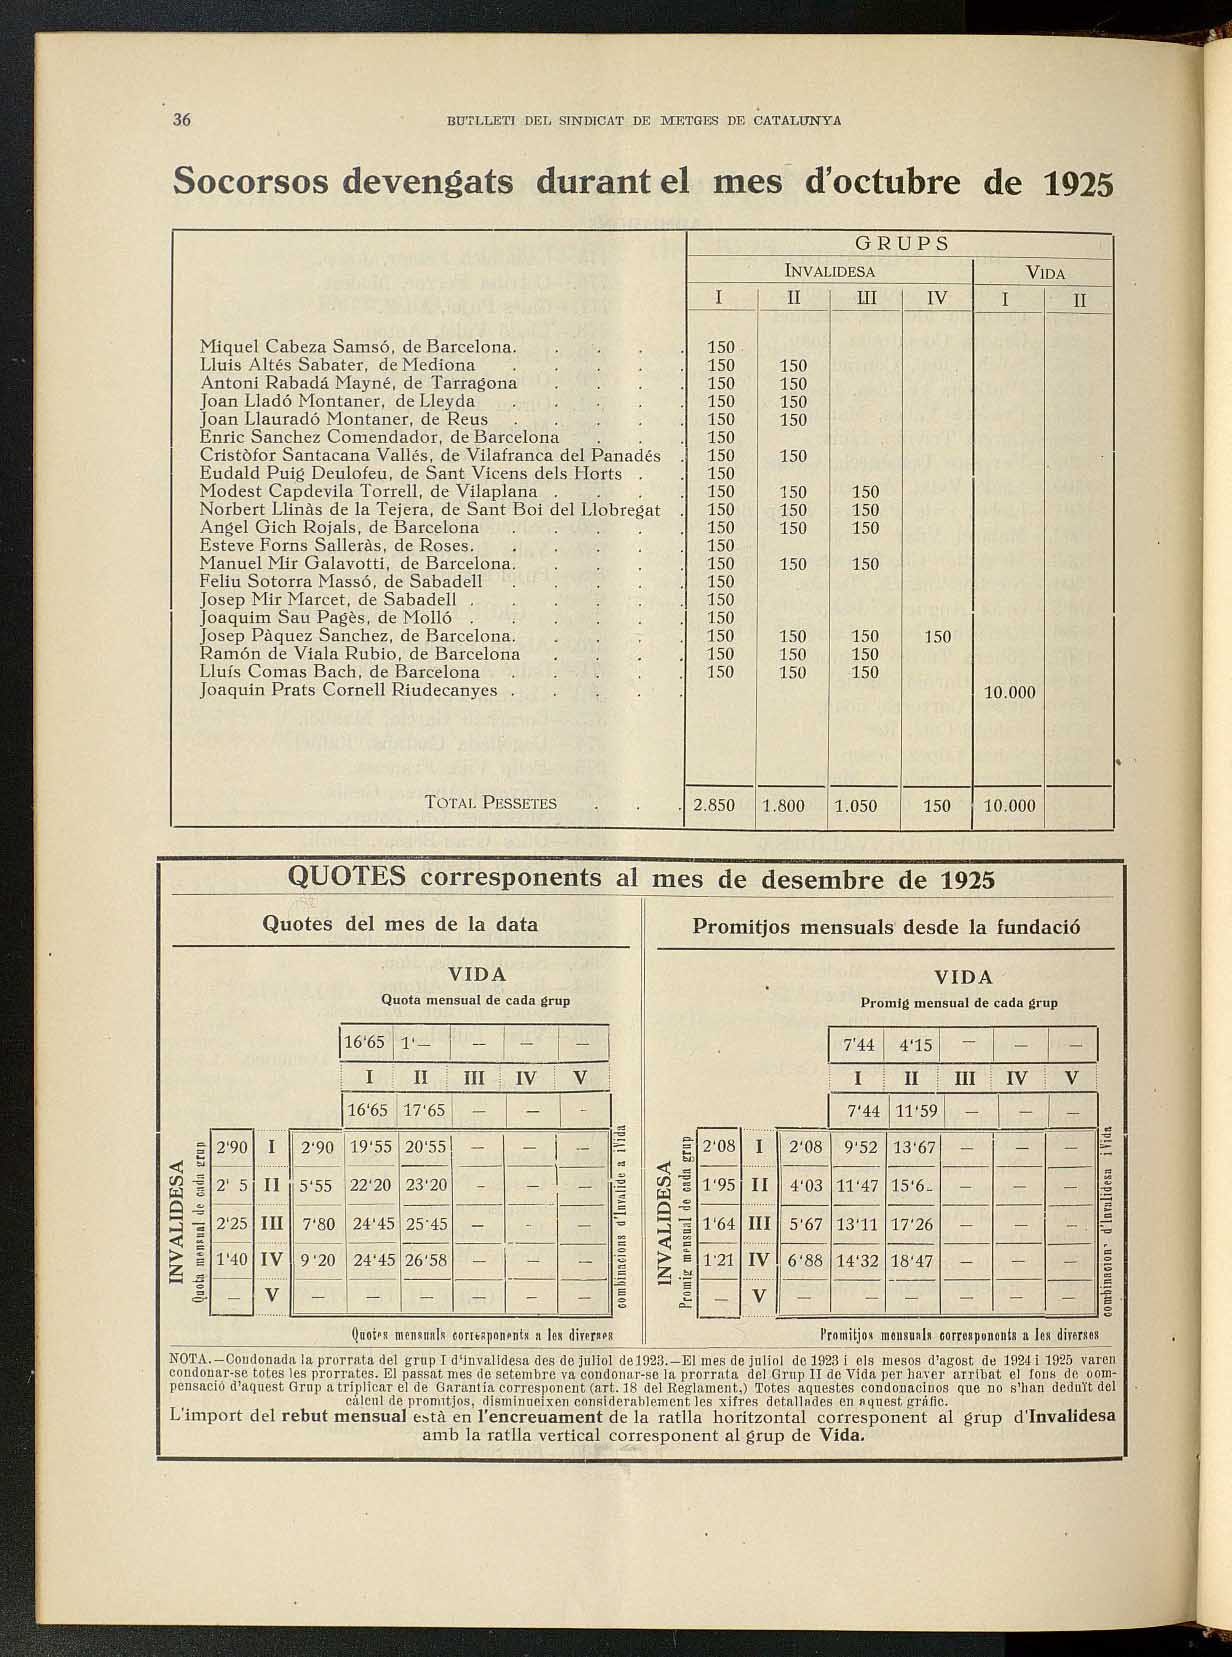 36
BUTLLETI DEL SINDICAT DE METGES DE CATALUNYA
Socorsos devengats durant el mes d'octubre de 1925
GRUPS
INVALIDESA VIDA
I II III IV I II
Miquel Cabeza Samsó, de Barcelona. . . . . 150
Lluis Altés Sabater, de Mediona . . . . 150 150
Antoni Rabadá Mayné, de Tarragona . . . 150 150
Joan Lladó Montaner, de Lleyda . . . . . 150 150
Joan Llauradó Montaner, de Reus . . . . . 150 150
Enric Sanchez Comendador, de Barcelona . . . 150
Cristòfor Santacana Vallés, de Vilafranca del Panadés . 150 150
Eudald Puig Deulofeu, de Sant Vicens dels Horts . . 150
Modest Capdevila Torrell, de Vilaplana . . . . 150 150 150
Norbert Llinàs de la Tejera, de Sant Boi del Llobregat . 150 150 150
Angel Gich Rojals, de Barcelona . . . . . 150 150 150
Esteve Forns Salleràs, de Roses. . . . . . 150
Manuel Mir Galavotti, de Barcelona. . . . . 150 150 150
Feliu Sotorra Massó, de Sabadell . . . . . 150
Josep Mir Marcet, de Sabadell . . . . . . 150
Joaquim Sau Pagès, de Molló . . . . . . 150
Josep Pàquez Sanchez, de Barcelona. . . . . 150 150 150 150
Ramón de Viala Rubio, de Barcelona . . . . 150 150 150
Lluís Comas Bach, de Barcelona . . . . . 150 150 150
Joaquin Prats Cornell Riudecanyes . . . . . 10.000
TOTAL PESSETES . . . 2.850 1.800 1.050 150 10.000
QUOTES corresponents al mes de desembre de 1925
Quotes del mes de la data
VIDA
Quota mensual de cada grup
16'65 1'— — — —
I II III IV V
16'65 17'65 — — -
INVALIDESA
Quota mensual de cada grup
2'90 I 2'90 19'55 20'55 — — —
2' 5 II 5'55 22'20 23'20 - — —
2'25 III 7'80 24'45 25'45 — - —
1'40 IV 9'20 24'45 26'58 — — —
— V — — — — — —
combinacions d'Invalide a iVida
Quotes mensuals corresponents a les diverses
Promitjos mensuals desde la fundació
VIDA
Promig mensual de cada grup
7'44 4'15 — — —
I II III IV V
7'44 11'59 — — —
INVALIDESA
Promig mensual de cada grup
2'08 I 2'08 9'52 13'67 — — —
1'95 II 4'03 11'47 15'6_ — — —
1'64 III 5'67 13'11 17'26 — — —
1'21 IV 6'88 14'32 18'47 — — —
— V — — — — — —
combinacion' d'Invalidesa iVida
Promitjos mensuals corresponents a les diverses
NOTA.—Condonada la prorrata del grup I d'invalidesa des de juliol de 1923.—El mes de juliol de 1923 i els mesos d'agost de 1924 i 1925 varen
condonar-se totes les prorrates. El passat mes de setembre va condonar-se la prorrata del Grup II de Vida per haver arribat el fons de com-
pensació d'aquest Grup a triplicar el de Garantia corresponent (art. 18 del Reglament.) Totes aquestes condonacinos que no s'han deduït del
càlcul de promitjos, disminueixen considerablement les xifres detallades en aquest gráfic.
L'import del rebut mensual està en l'encreuament de la ratlla horitzontal corresponent al grup d'Invalidesa
amb la ratlla vertical corresponent al grup de Vida.